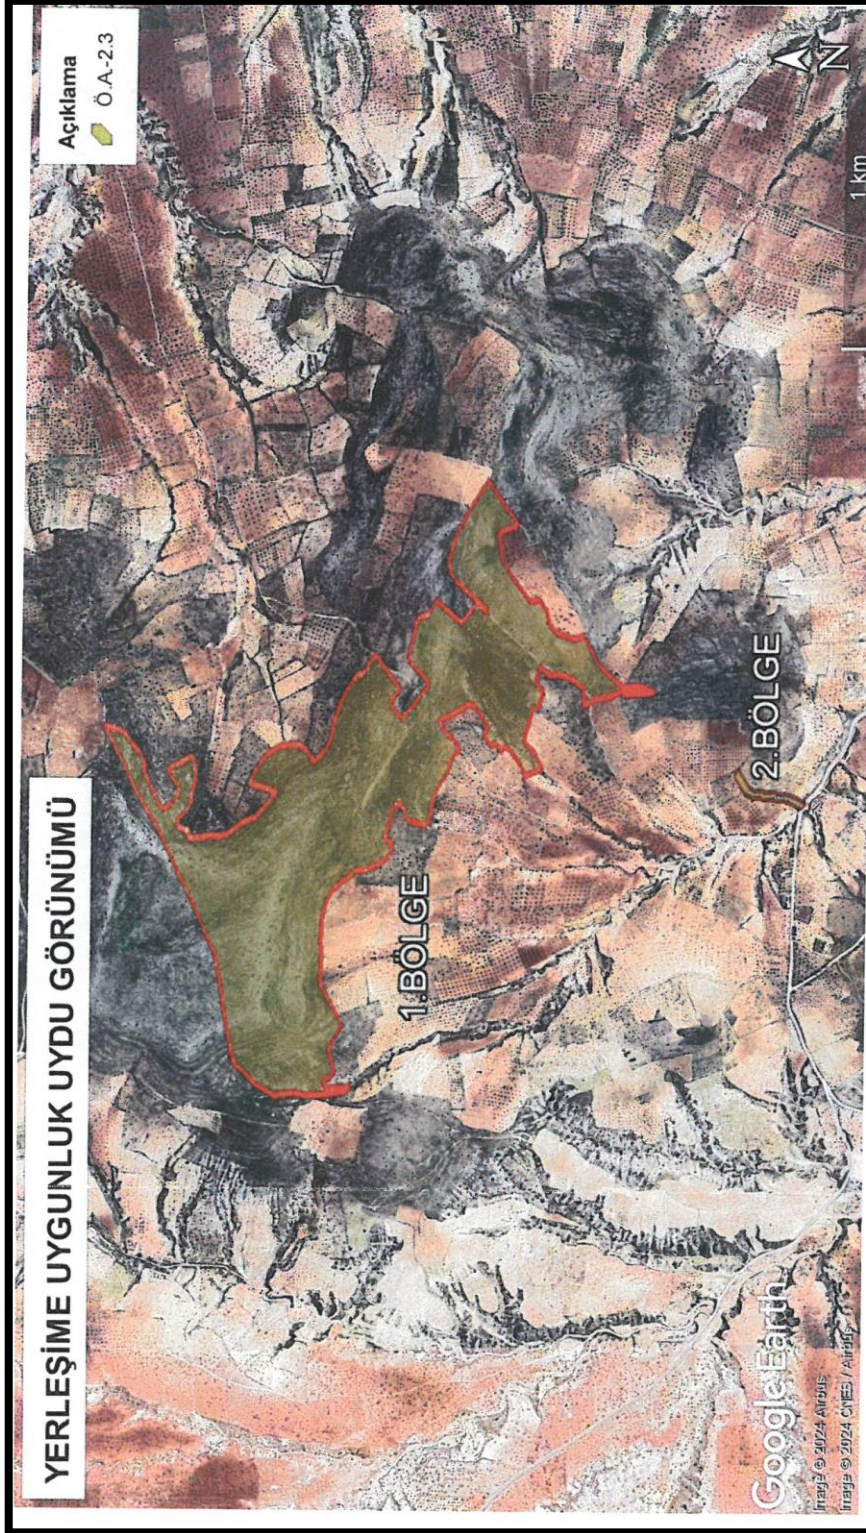 YERLEŞİME UYGUNLUK UYDU GÖRÜNÜMÜ
Açıklama
Ö.A.-2.3
1.BÖLGE
2.BÖLGE
Google Earth
Image © 2024 Airbus
Image © 2024 CNES / Airbus
1 km
N